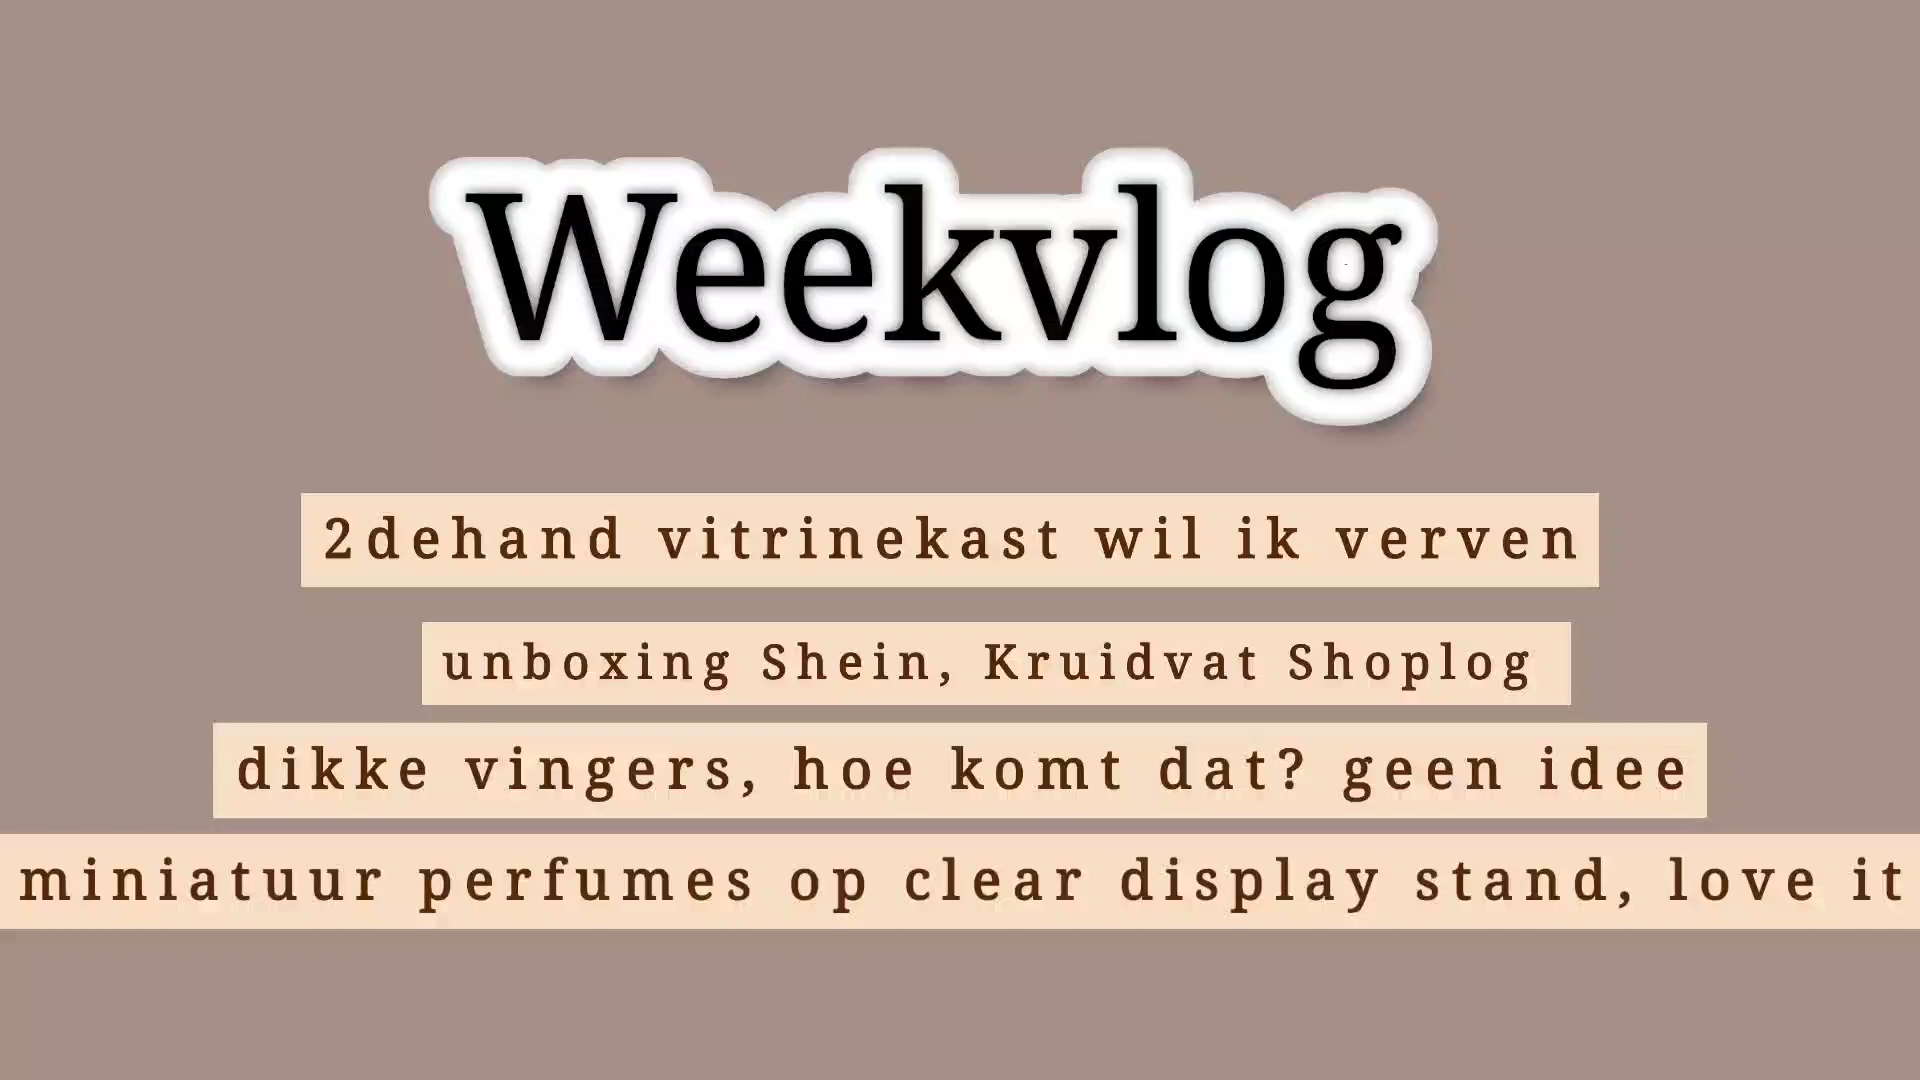 Weekvlog
2dehand vitrinekast wil ik verven
unboxing Shein, Kruidvat Shoplog
dikke vingers, hoe komt dat? geen idee
miniatuur perfumes op clear display stand, love it